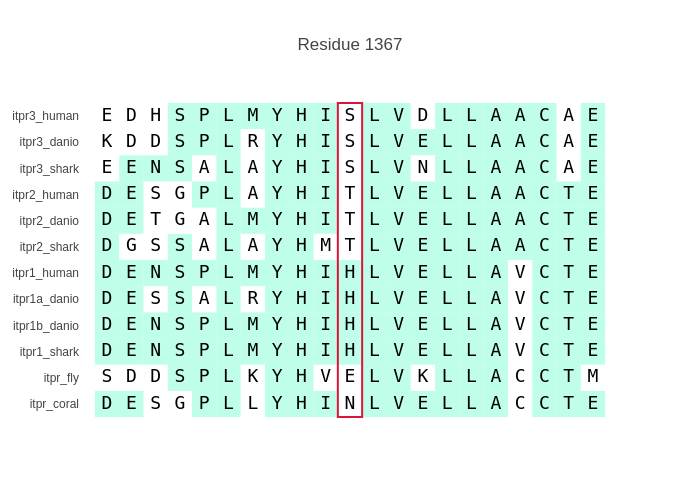 Residue 1367
itpr3_human E D H S P L M Y H I S L V D L L A A C A E
itpr3_danio K D D S P L R Y H I S L V E L L A A C A E
itpr3_shark E E N S A L A Y H I S L V N L L A A C A E
itpr2_human D E S G P L A Y H I T L V E L L A A C T E
itpr2_danio D E T G A L M Y H I T L V E L L A A C T E
itpr2_shark D G S S A L A Y H M T L V E L L A A C T E
itpr1_human D E N S P L M Y H I H L V E L L A V C T E
itpr1a_danio D E S S A L R Y H I H L V E L L A V C T E
itpr1b_danio D E N S P L M Y H I H L V E L L A V C T E
itpr1_shark D E N S P L M Y H I H L V E L L A V C T E
itpr_fly S D D S P L K Y H V E L V K L L A C C T M
itpr_coral D E S G P L L Y H I N L V E L L A C C T E